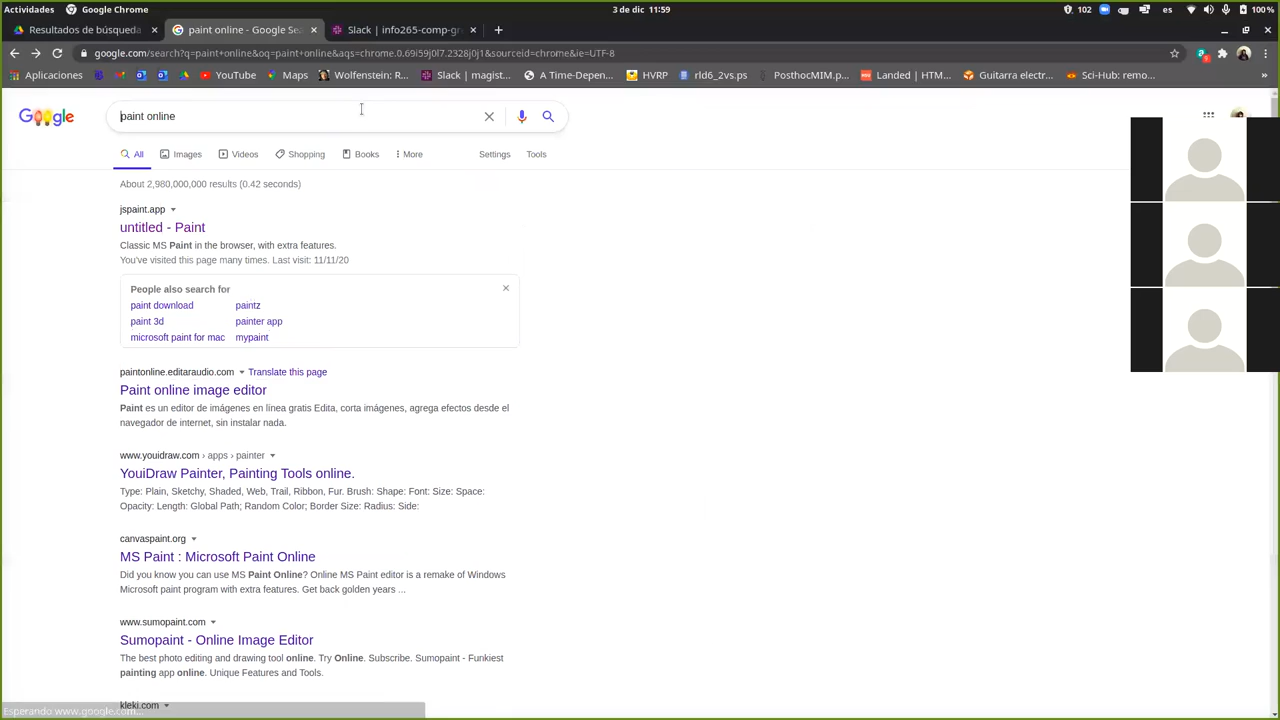 Actividades Google Chrome 3 de dic 11:59 102 es 100 %
Resultados de búsqueda paint online - Google Se Slack | info265-comp-gr
google.com/search?q=paint+online&oq=paint+online&aqs=chrome.0.69i59j0l7.2328j0j1&sourceid=chrome&ie=UTF-8
Aplicaciones YouTube Maps Wolfenstein: R... Slack | magist... A Time-Depen... HVRP rld6_2vs.ps PosthocMIM.p... Landed | HTM... Guitarra electri... Sci-Hub: remo...
Google paint online
All Images Videos Shopping Books More Settings Tools
About 2,980,000,000 results (0.42 seconds)
jspaint.app
untitled - Paint
Classic MS Paint in the browser, with extra features.
You've visited this page many times. Last visit: 11/11/20
People also search for
paint download paintz
paint 3d painter app
microsoft paint for mac mypaint
paintonline.editaraudio.com Translate this page
Paint online image editor
Paint es un editor de imágenes en línea gratis Edita, corta imágenes, agrega efectos desde el
navegador de internet, sin instalar nada.
www.youidraw.com › apps › painter
YouiDraw Painter, Painting Tools online.
Type: Plain, Sketchy, Shaded, Web, Trail, Ribbon, Fur. Brush: Shape: Font: Size: Space:
Opacity: Length: Global Path; Random Color; Border Size: Radius: Side:
canvaspaint.org
MS Paint : Microsoft Paint Online
Did you know you can use MS Paint Online? Online MS Paint editor is a remake of Windows
Microsoft paint program with extra features. Get back golden years ...
www.sumopaint.com
Sumopaint - Online Image Editor
The best photo editing and drawing tool online. Try Online. Subscribe. Sumopaint - Funkiest
painting app online. Unique Features and Tools.
kleki.com
Esperando www.google.com...